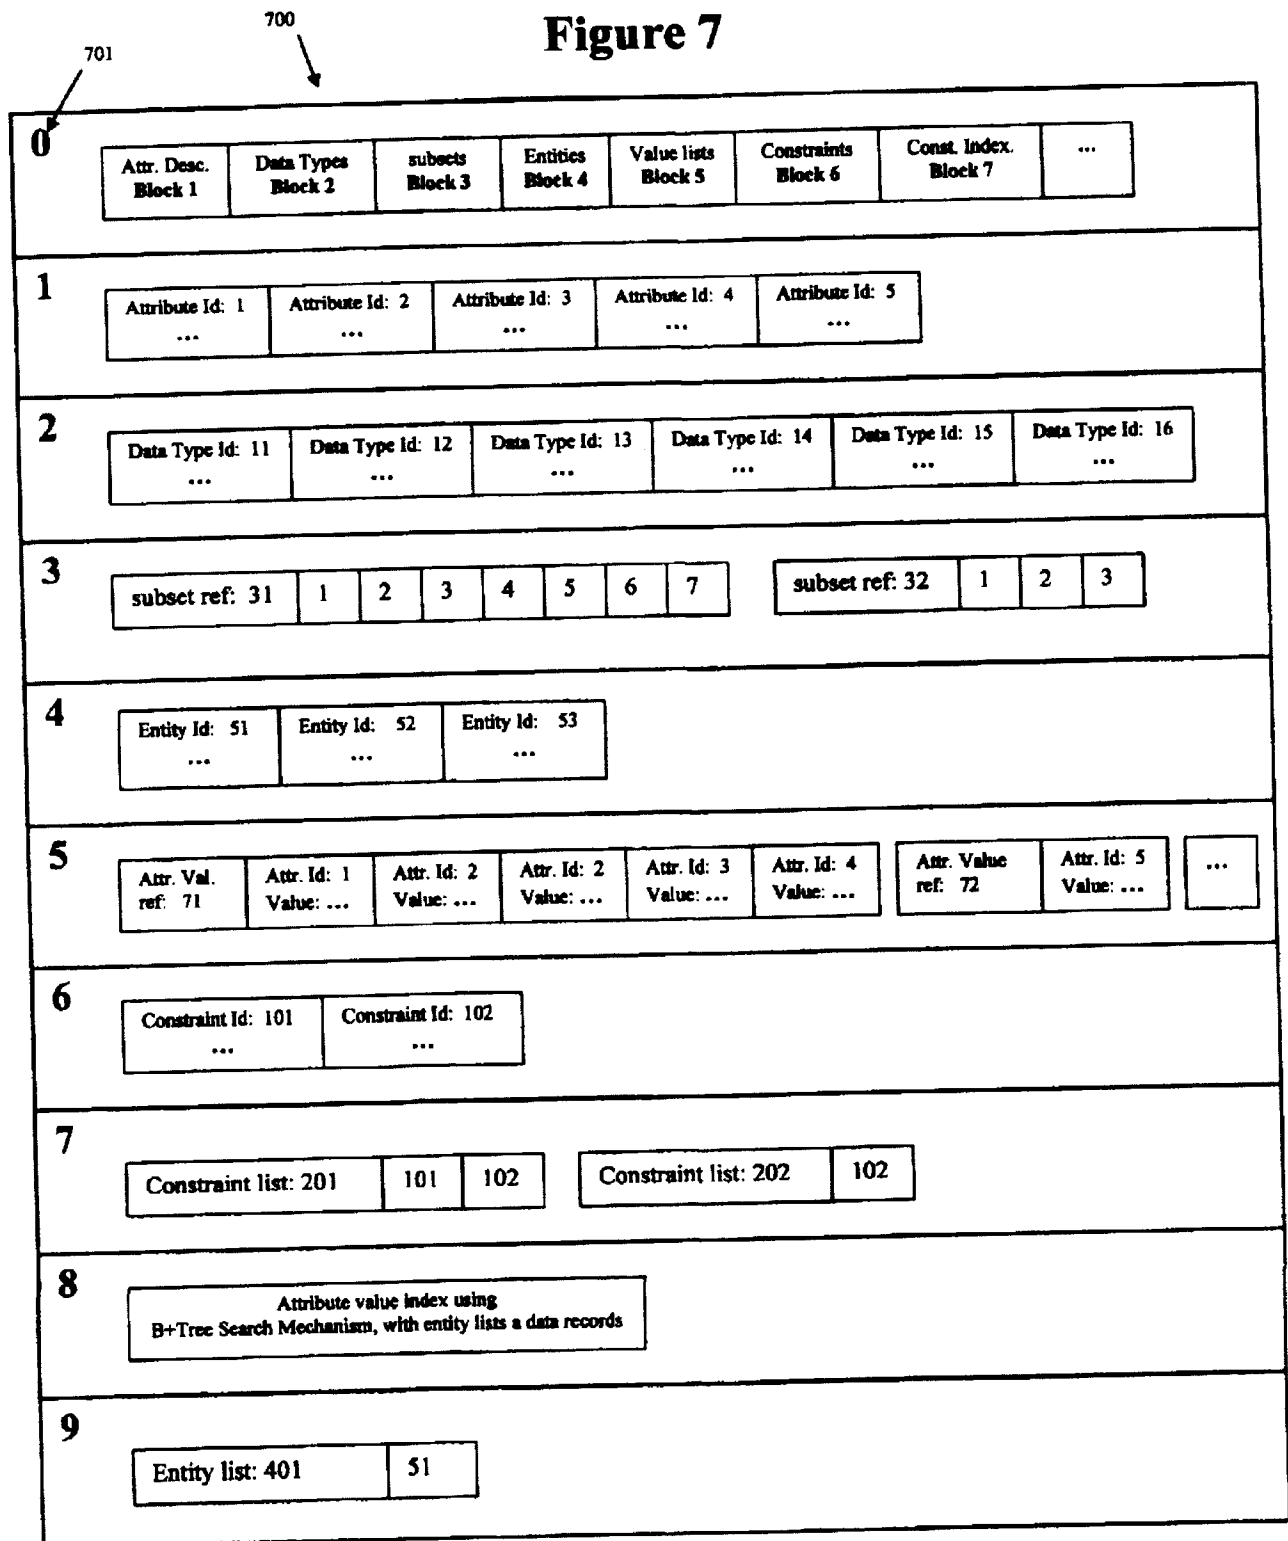 Figure 7
700
701
0
Attr. Desc.
Block 1
Data Types
Block 2
subsets
Block 3
Entities
Block 4
Value lists
Block 5
Constraints
Block 6
Const. Index.
Block 7
...
1
Attribute Id: 1
...
Attribute Id: 2
...
Attribute Id: 3
...
Attribute Id: 4
...
Attribute Id: 5
...
2
Data Type Id: 11
...
Data Type Id: 12
...
Data Type Id: 13
...
Data Type Id: 14
...
Data Type Id: 15
...
Data Type Id: 16
...
3
subset ref: 31
1
2
3
4
5
6
7
subset ref: 32
1
2
3
4
Entity Id: 51
...
Entity Id: 52
...
Entity Id: 53
...
5
Attr. Val.
ref: 71
Attr. Id: 1
Value: ...
Attr. Id: 2
Value: ...
Attr. Id: 2
Value: ...
Attr. Id: 3
Value: ...
Attr. Id: 4
Value: ...
Attr. Value
ref: 72
Attr. Id: 5
Value: ...
...
6
Constraint Id: 101
...
Constraint Id: 102
...
7
Constraint list: 201
101
102
Constraint list: 202
102
8
Attribute value index using
B+Tree Search Mechanism, with entity lists a data records
9
Entity list: 401
51